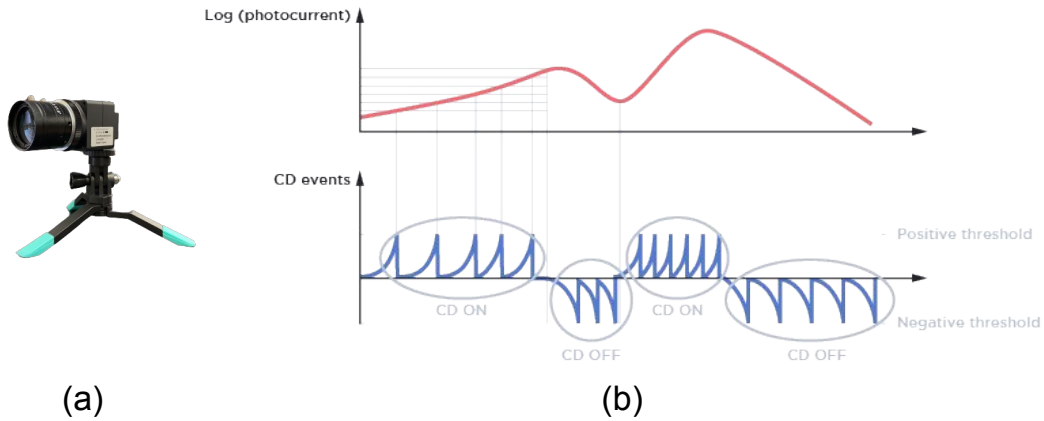 Log (photocurrent)
CD events
Positive threshold
CD ON
CD ON
Negative threshold
CD OFF
CD OFF
(a)
(b)